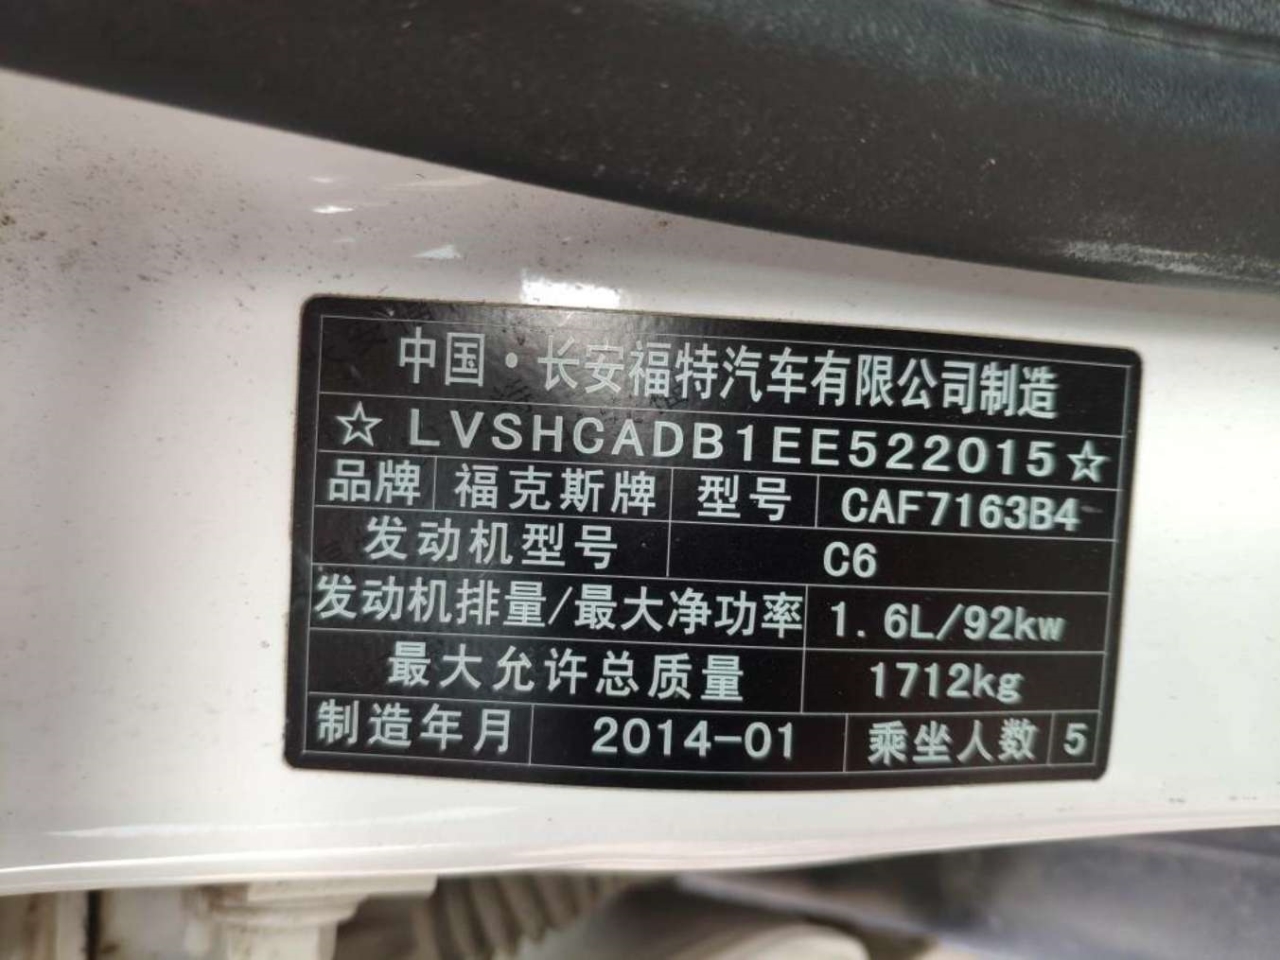 中国·长安福特汽车有限公司制造
☆LVSHCADB1EE522015☆
品牌 福克斯牌 型号 CAF7163B4
发动机型号 C6
发动机排量/最大净功率 1.6L/92kw
最大允许总质量 1712kg
制造年月 2014-01 乘坐人数 5